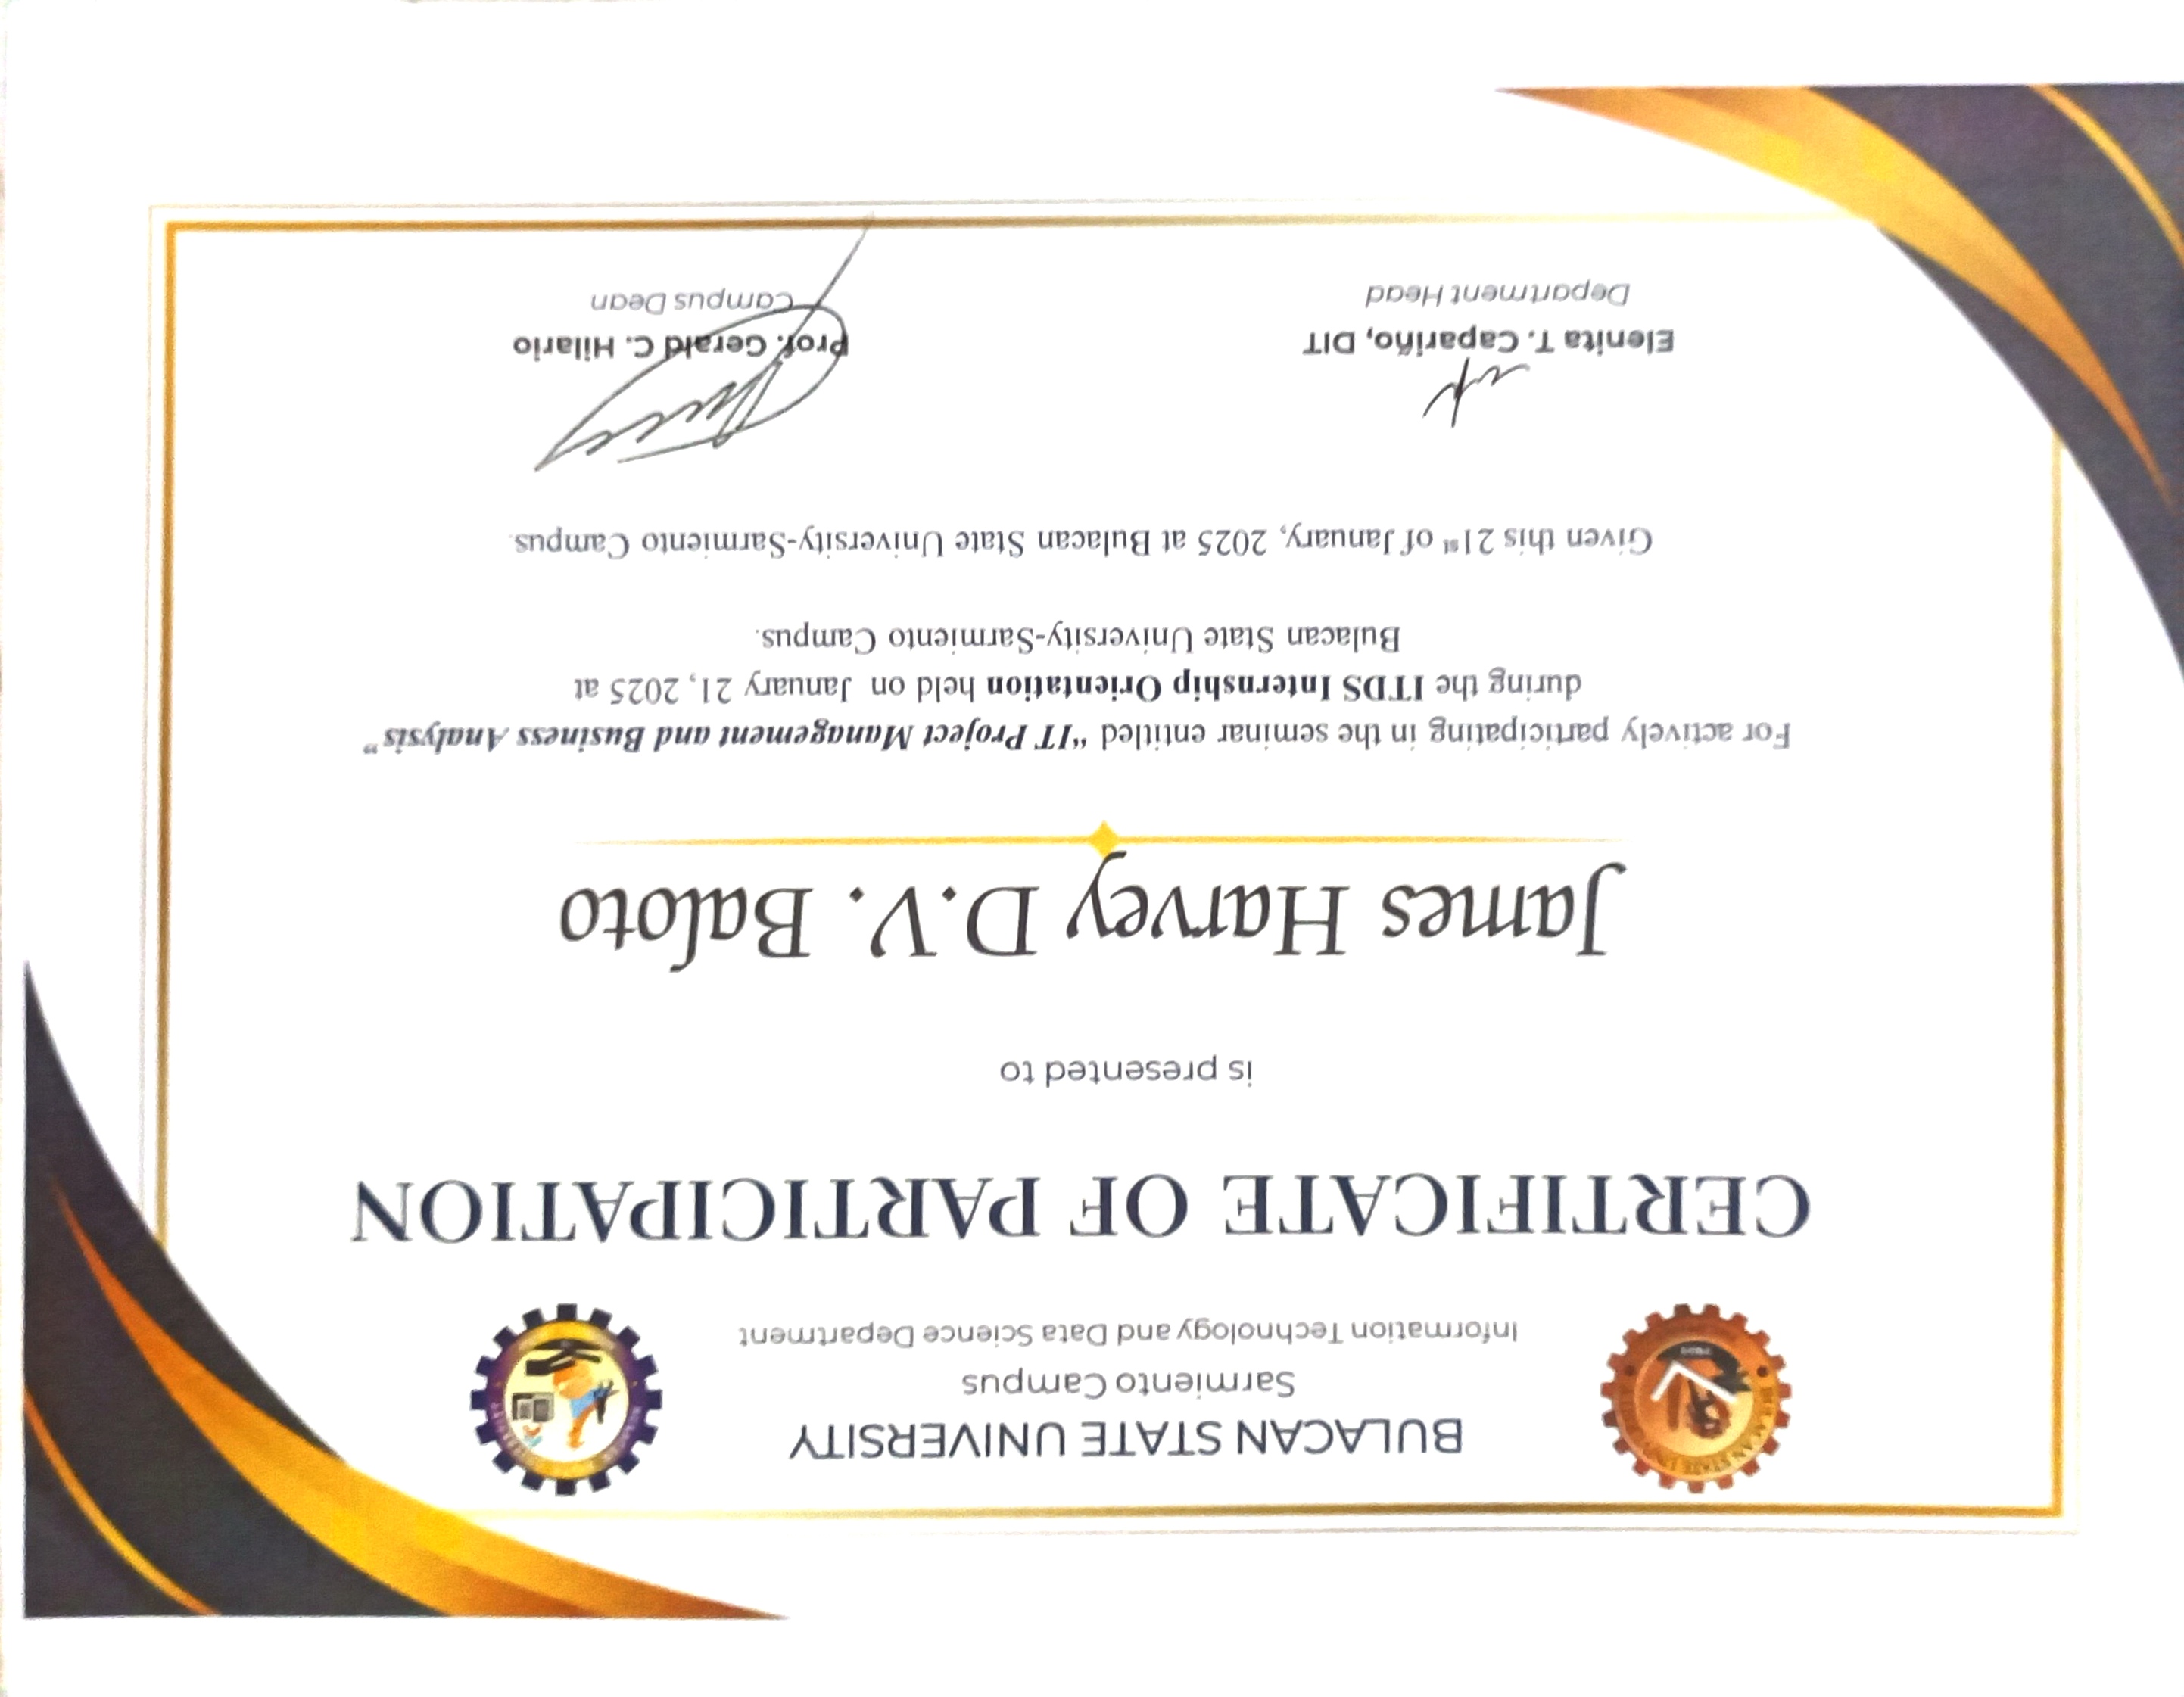 BULACAN STATE UNIVERSITY
Sarmiento Campus
Information Technology and Data Science Department
CERTIFICATE OF PARTICIPATION
is presented to
James Harvey D.V. Baloto
For actively participating in the seminar entitled “IT Project Management and Business Analysis”
during the ITDS Internship Orientation held on January 21, 2025 at
Bulacan State University-Sarmiento Campus.
Given this 21st of January, 2025 at Bulacan State University-Sarmiento Campus.
Elenita T. Capariño, DIT
Department Head
Prof. Gerald C. Hilario
Campus Dean